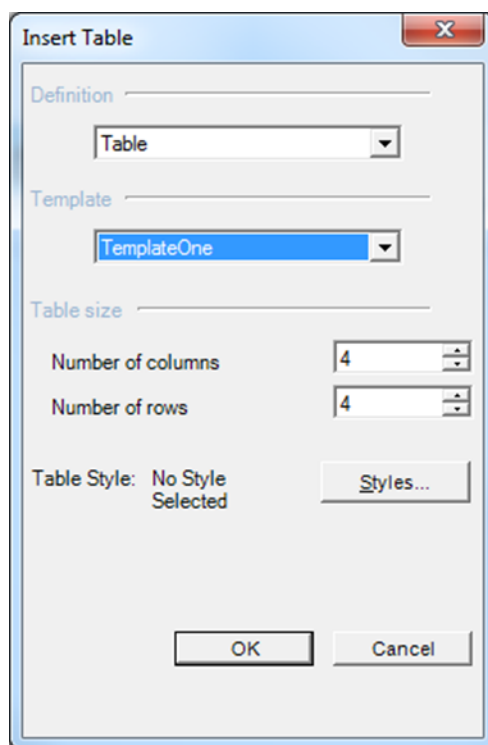 Insert Table
Definition
Table
Template
TemplateOne
Table size
Number of columns 4
Number of rows 4
Table Style: No Style
Selected
Styles...
OK Cancel